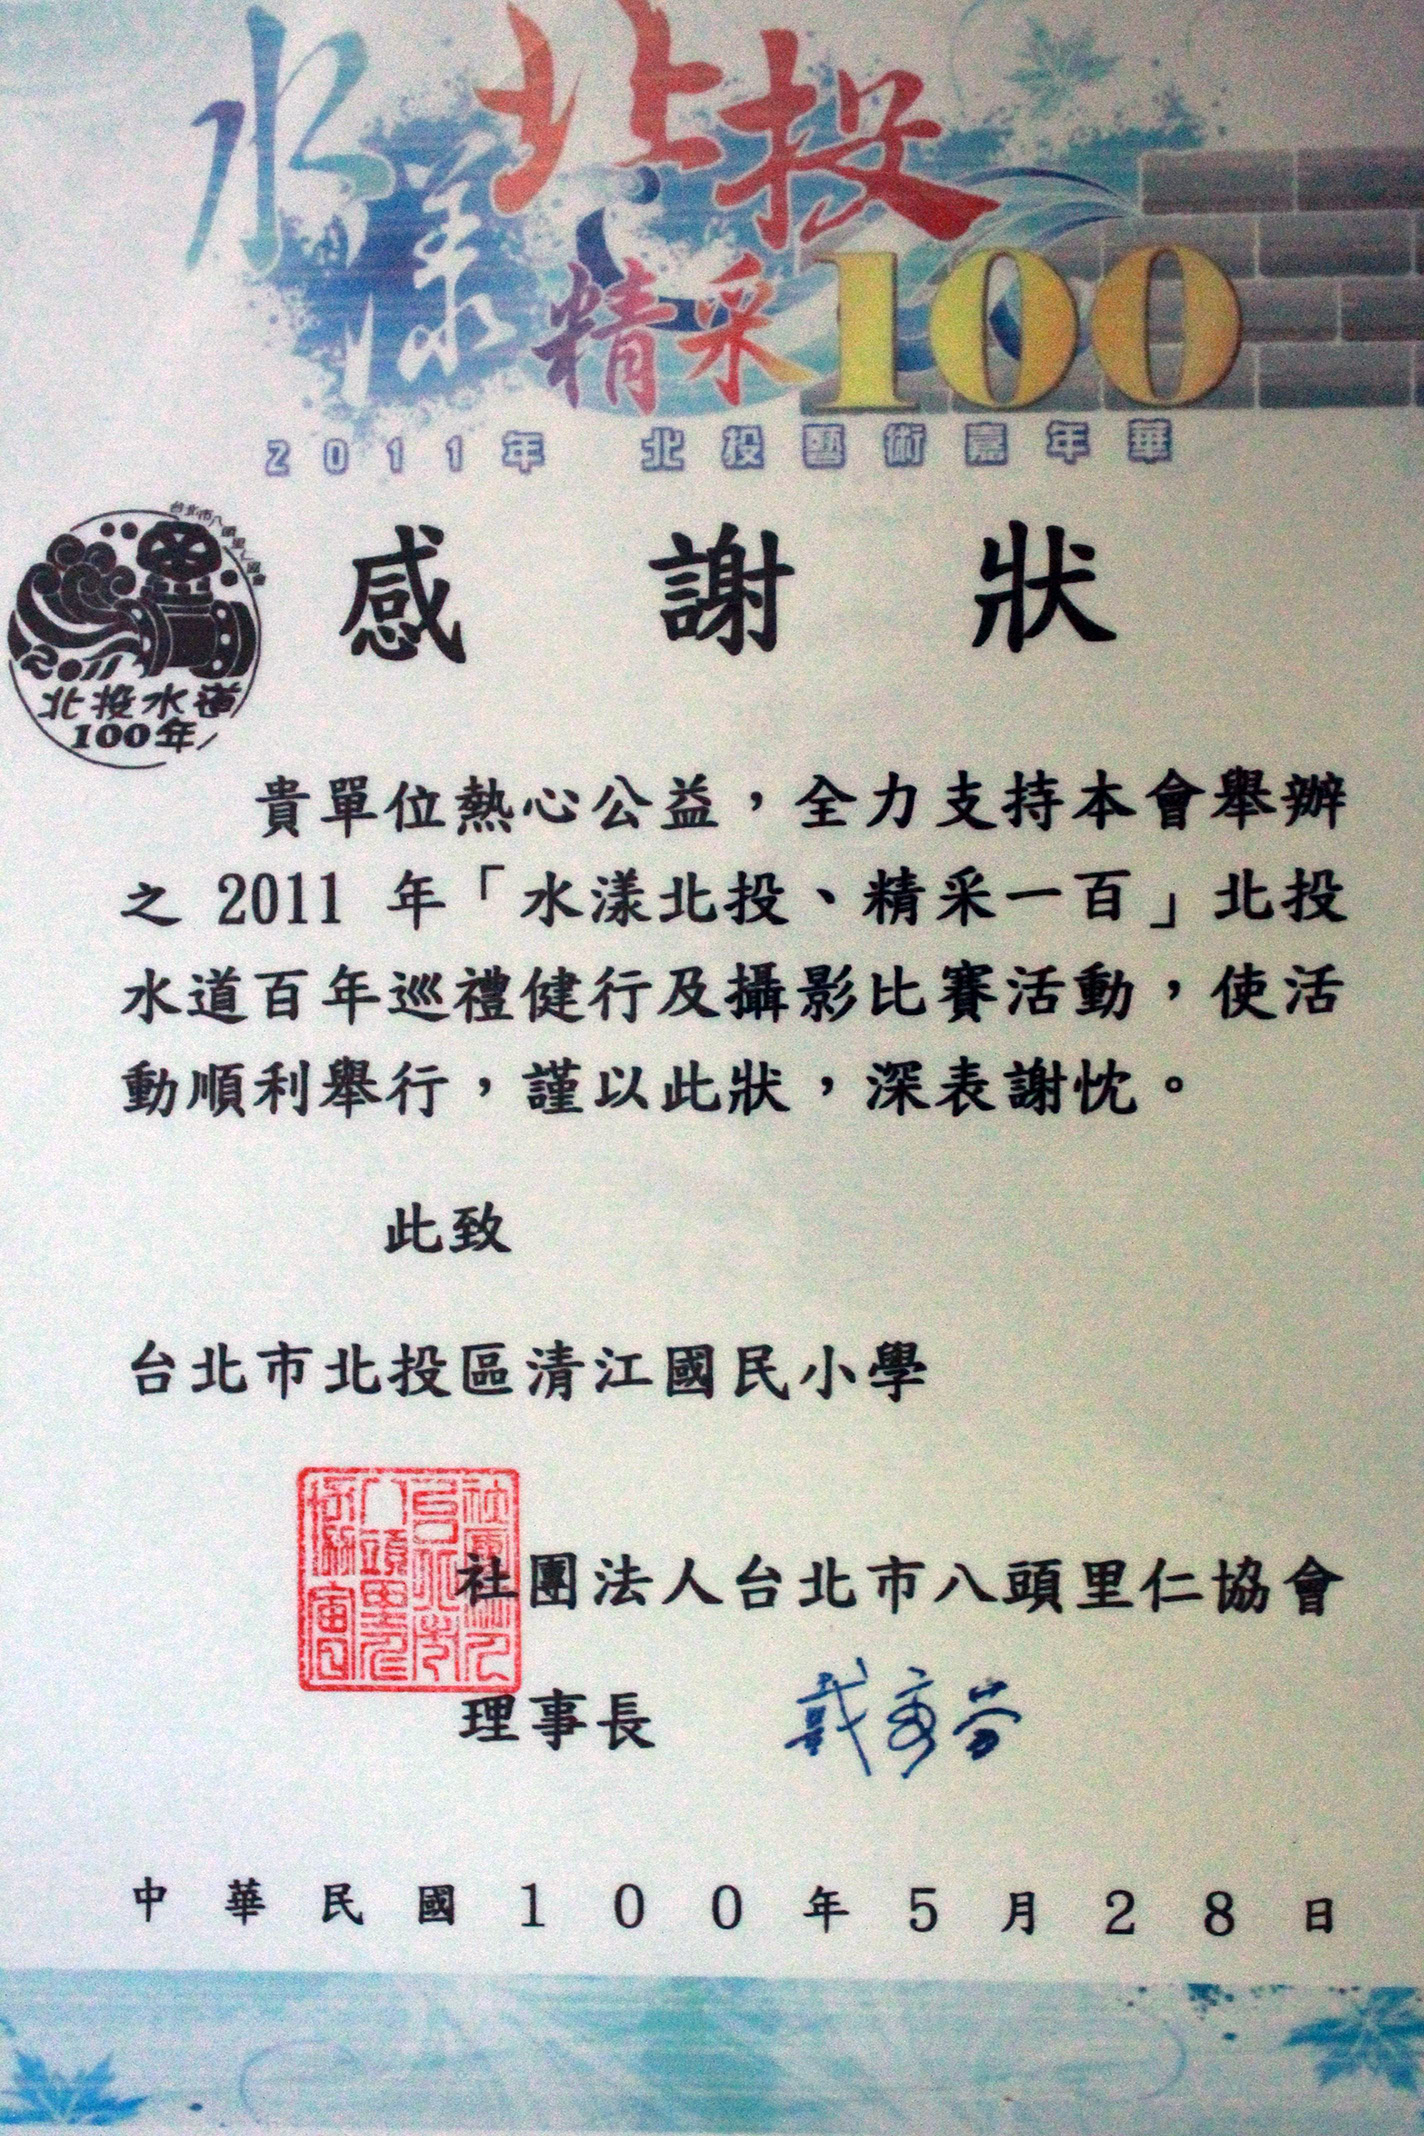 水漾北投
精采100
2011年 北投藝術嘉年華
感謝狀
北投水道
100年
貴單位熱心公益，全力支持本會舉辦
之 2011 年「水漾北投、精采一百」北投
水道百年巡禮健行及攝影比賽活動，使活
動順利舉行，謹以此狀，深表謝忱。
此致
台北市北投區清江國民小學
社團法人台北市八頭里仁協會
理事長
中華民國100年5月28日